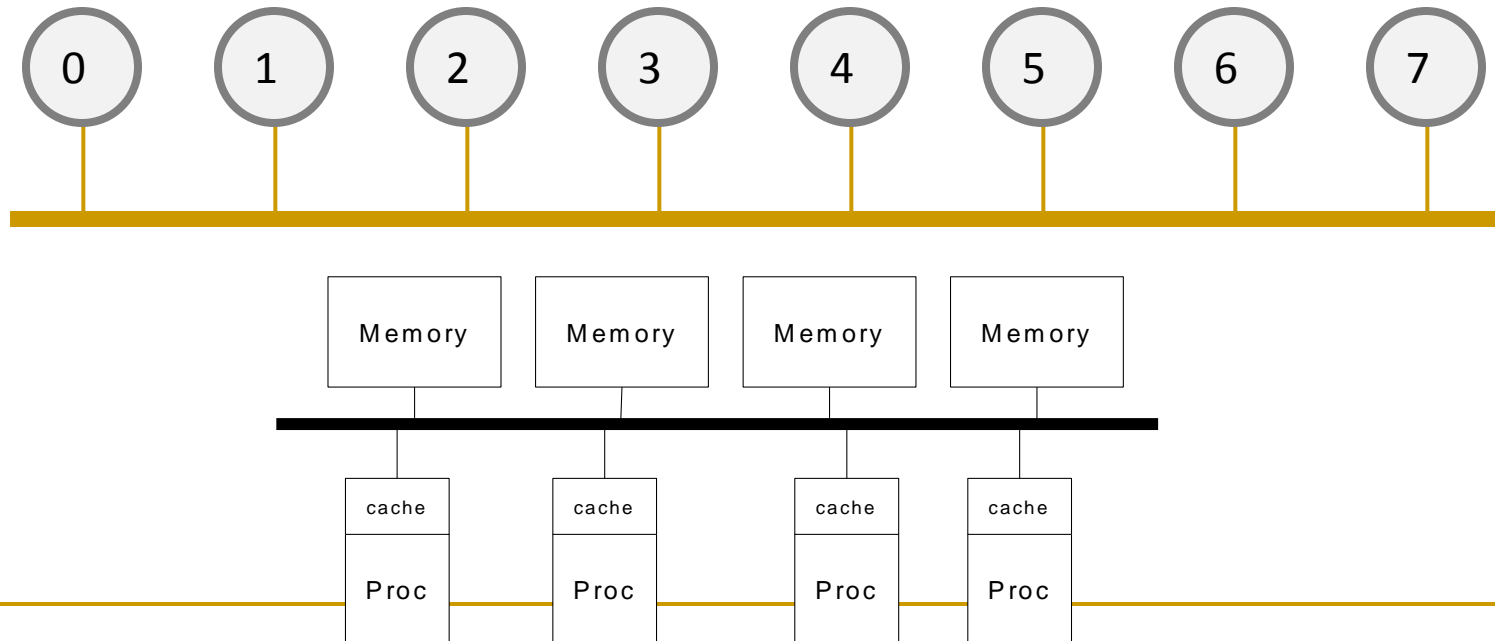 0 1 2 3 4 5 6 7
Memory Memory Memory Memory
cache cache cache cache
Proc Proc Proc Proc